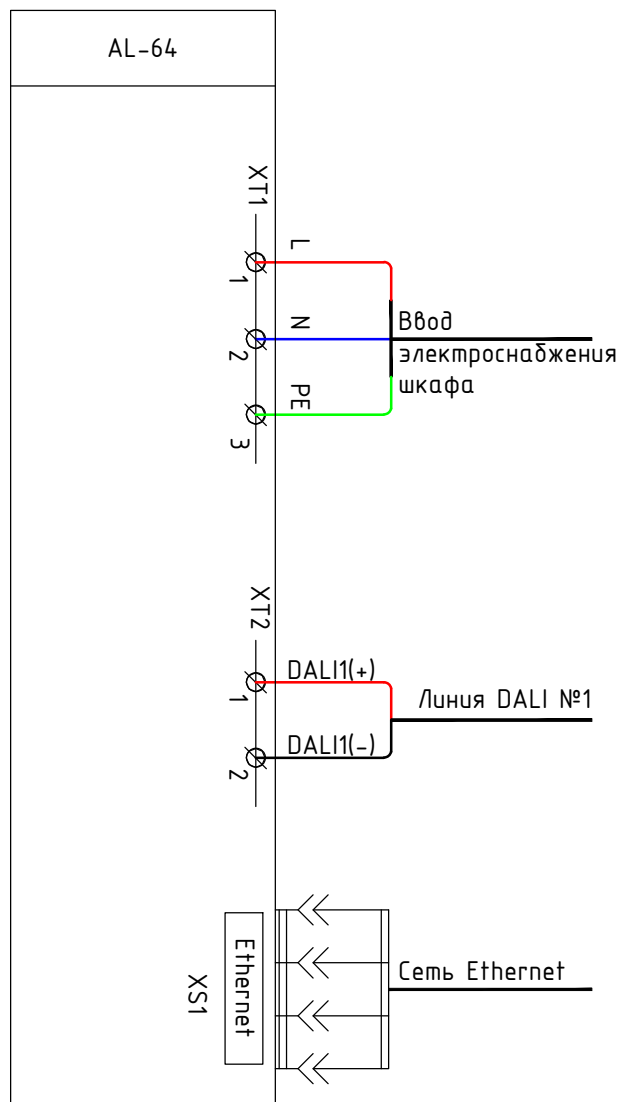 AL-64
XT1
L
1
N
2
PE
3
Ввод
электроснабжения
шкафа
XT2
DALI1(+)
1
DALI1(-)
2
Линия DALI №1
Ethernet
XS1
Сеть Ethernet